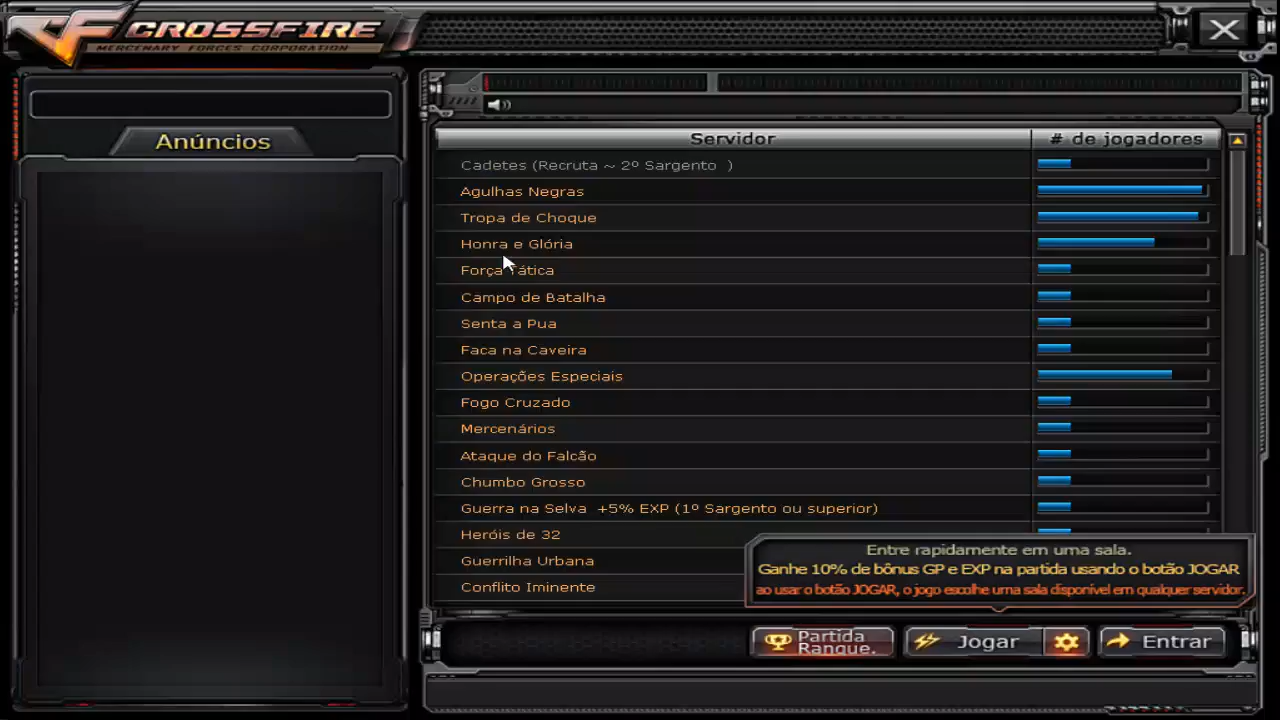 CROSSFIRE
MERCENARY FORCES CORPORATION
Anúncios
Servidor # de jogadores
Cadetes (Recruta ~ 2º Sargento )
Agulhas Negras
Tropa de Choque
Honra e Glória
Força Tática
Campo de Batalha
Senta a Pua
Faca na Caveira
Operações Especiais
Fogo Cruzado
Mercenários
Ataque do Falcão
Chumbo Grosso
Guerra na Selva +5% EXP (1º Sargento ou superior)
Heróis de 32
Guerrilha Urbana
Conflito Iminente
Entre rapidamente em uma sala.
Ganhe 10% de bônus GP e EXP na partida usando o botão JOGAR
ao usar o botão JOGAR, o jogo escolhe uma sala disponível em qualquer servidor.
Partida
Ranque.
Jogar
Entrar